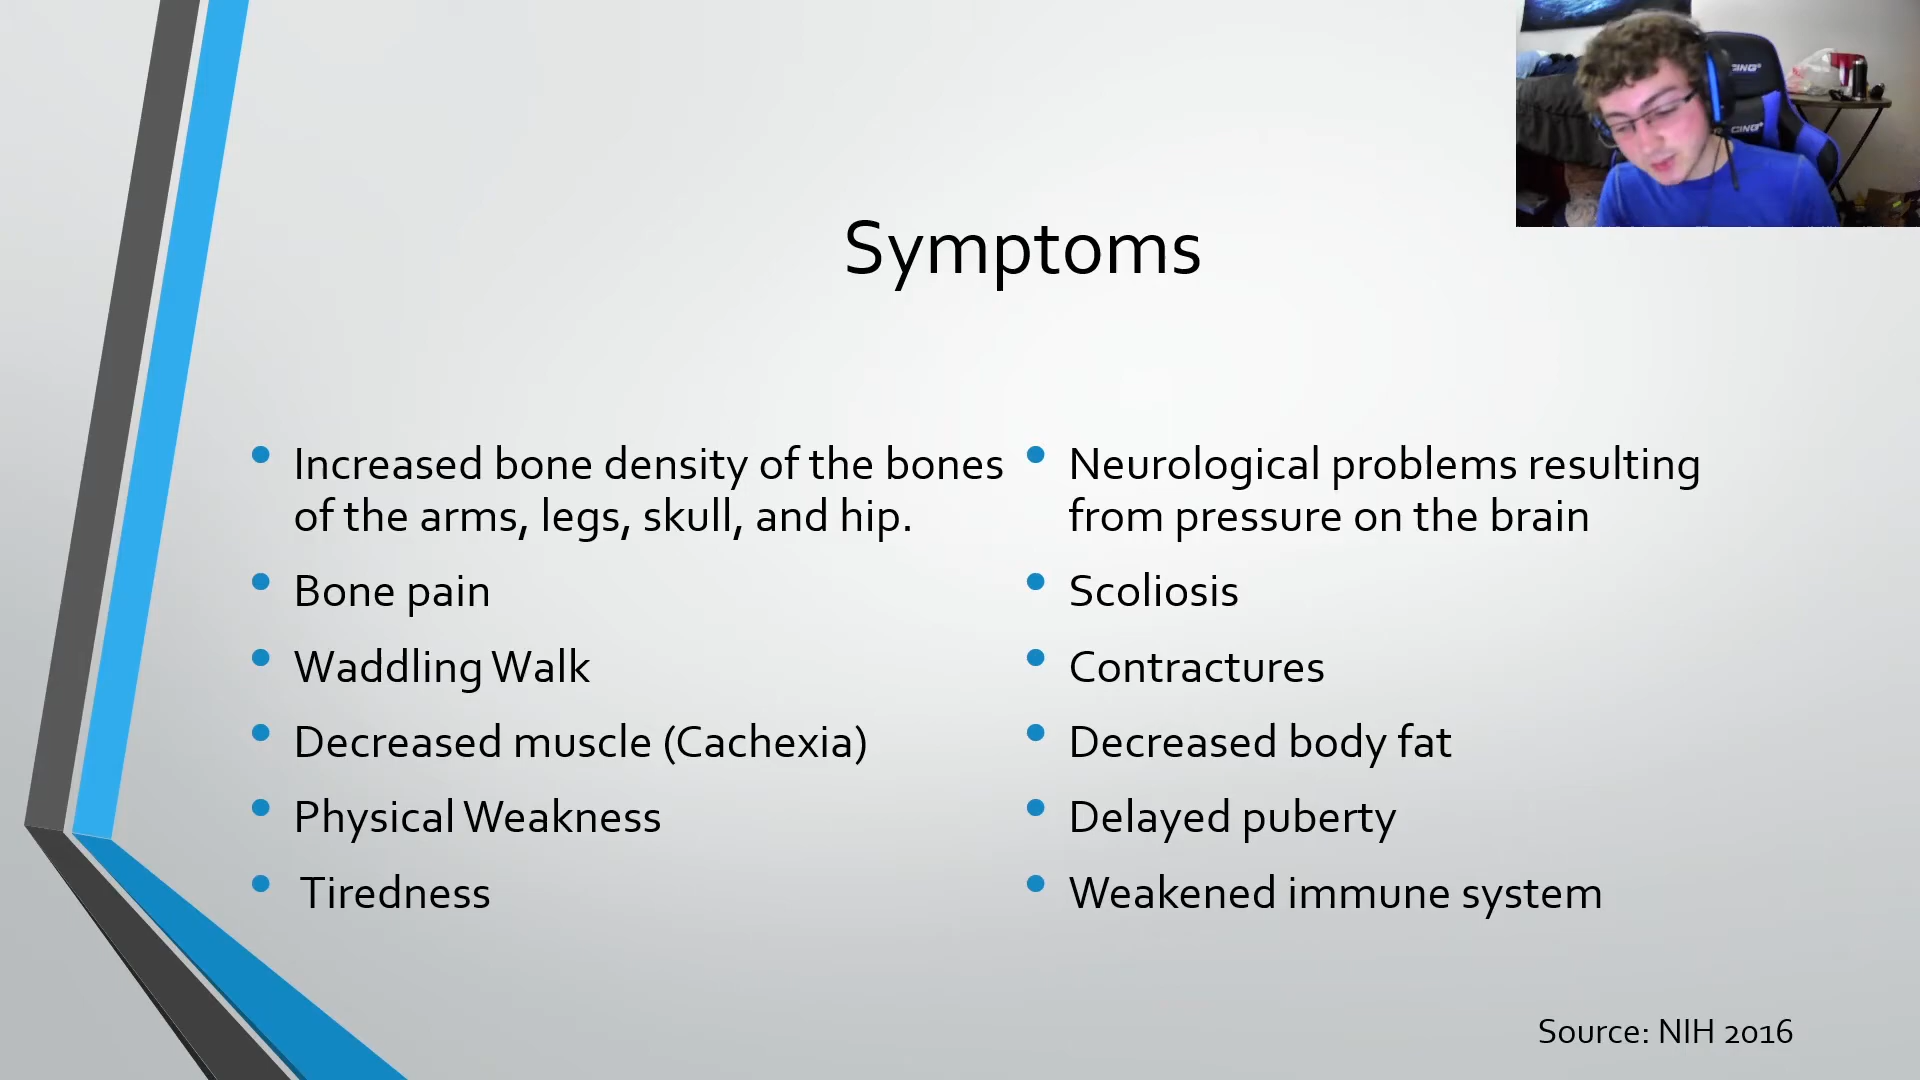 Symptoms
Increased bone density of the bones
of the arms, legs, skull, and hip.
Bone pain
Waddling Walk
Decreased muscle (Cachexia)
Physical Weakness
Tiredness
Neurological problems resulting
from pressure on the brain
Scoliosis
Contractures
Decreased body fat
Delayed puberty
Weakened immune system
Source: NIH 2016